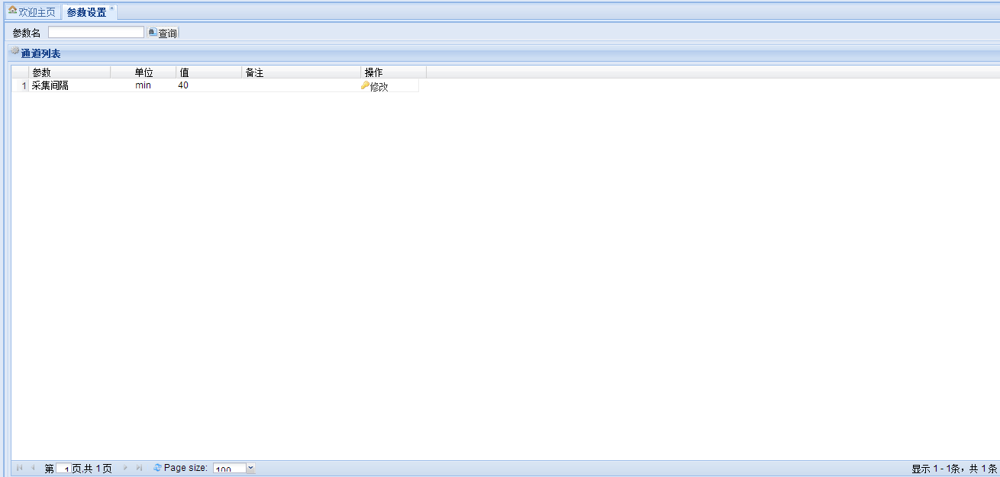 欢迎主页 参数设置
参数名 查询
通道列表
参数 单位 值 备注 操作
1 采集间隔 min 40 修改
第 1 页,共 1 页 Page size: 100 显示 1 - 1条，共 1 条